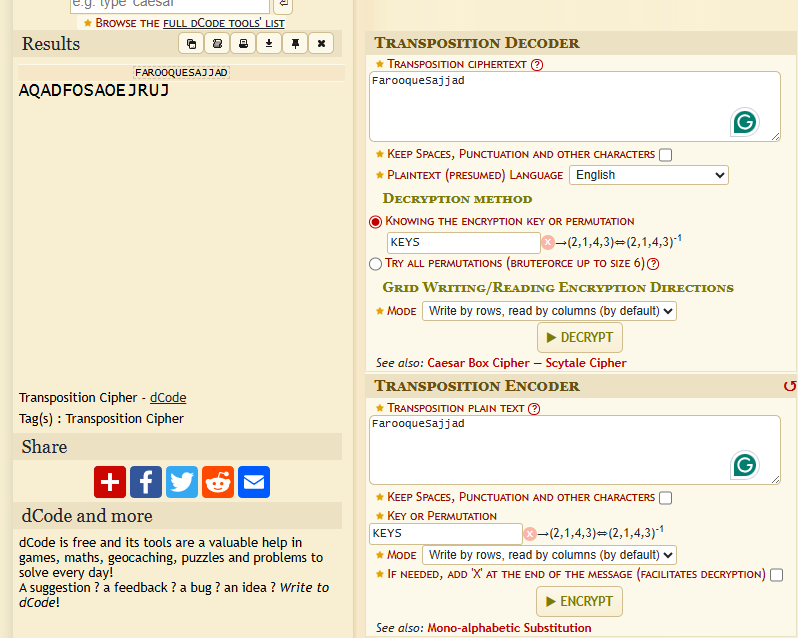 e.g. type 'caesar'
★ Browse the full dCode tools' list
Results
FAROOQUESAJJAD
AQADFOSAOEJRUJ
Transposition Cipher - dCode
Tag(s) : Transposition Cipher
Share
dCode and more
dCode is free and its tools are a valuable help in
games, maths, geocaching, puzzles and problems to
solve every day!
A suggestion ? a feedback ? a bug ? an idea ? Write to
dCode!
Transposition Decoder
★ Transposition ciphertext ?
FarooqueSajjad
★ Keep Spaces, Punctuation and other characters
★ Plaintext (presumed) Language English
Decryption method
Knowing the encryption key or permutation
KEYS x→(2,1,4,3)⇔(2,1,4,3)⁻¹
Try all permutations (bruteforce up to size 6) ?
Grid Writing/Reading Encryption Directions
★ Mode Write by rows, read by columns (by default)
▶ DECRYPT
See also: Caesar Box Cipher — Scytale Cipher
Transposition Encoder
★ Transposition plain text ?
FarooqueSajjad
★ Keep Spaces, Punctuation and other characters
★ Key or Permutation
KEYS x→(2,1,4,3)⇔(2,1,4,3)⁻¹
★ Mode Write by rows, read by columns (by default)
★ If needed, add 'X' at the end of the message (facilitates decryption)
▶ ENCRYPT
See also: Mono-alphabetic Substitution